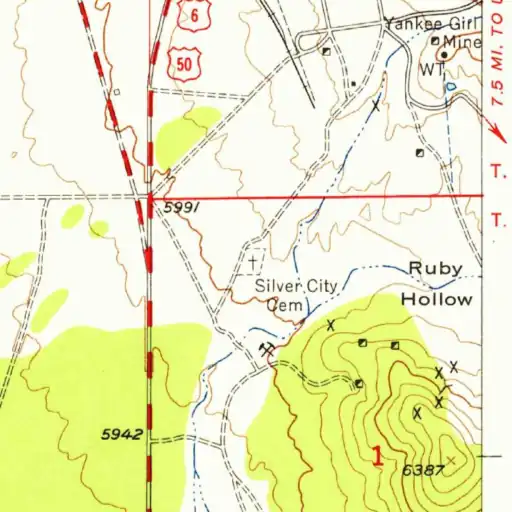 6
50
Yankee Girl
Mine
WT
7.5 MI. TO U
T.
T.
5991
Silver City
Cem
Ruby
Hollow
5942
1
6387